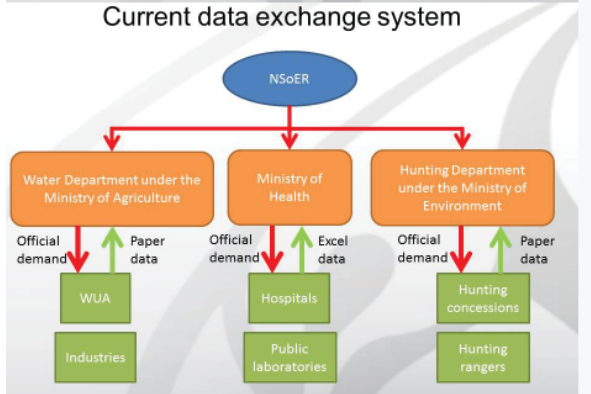 Current data exchange system
NSoER
Water Department under the
Ministry of Agriculture
Ministry of
Health
Hunting Department
under the Ministry of
Environment
Official
demand
Paper
data
Official
demand
Excel
data
Official
demand
Paper
data
WUA
Hospitals
Hunting
concessions
Industries
Public
laboratories
Hunting
rangers